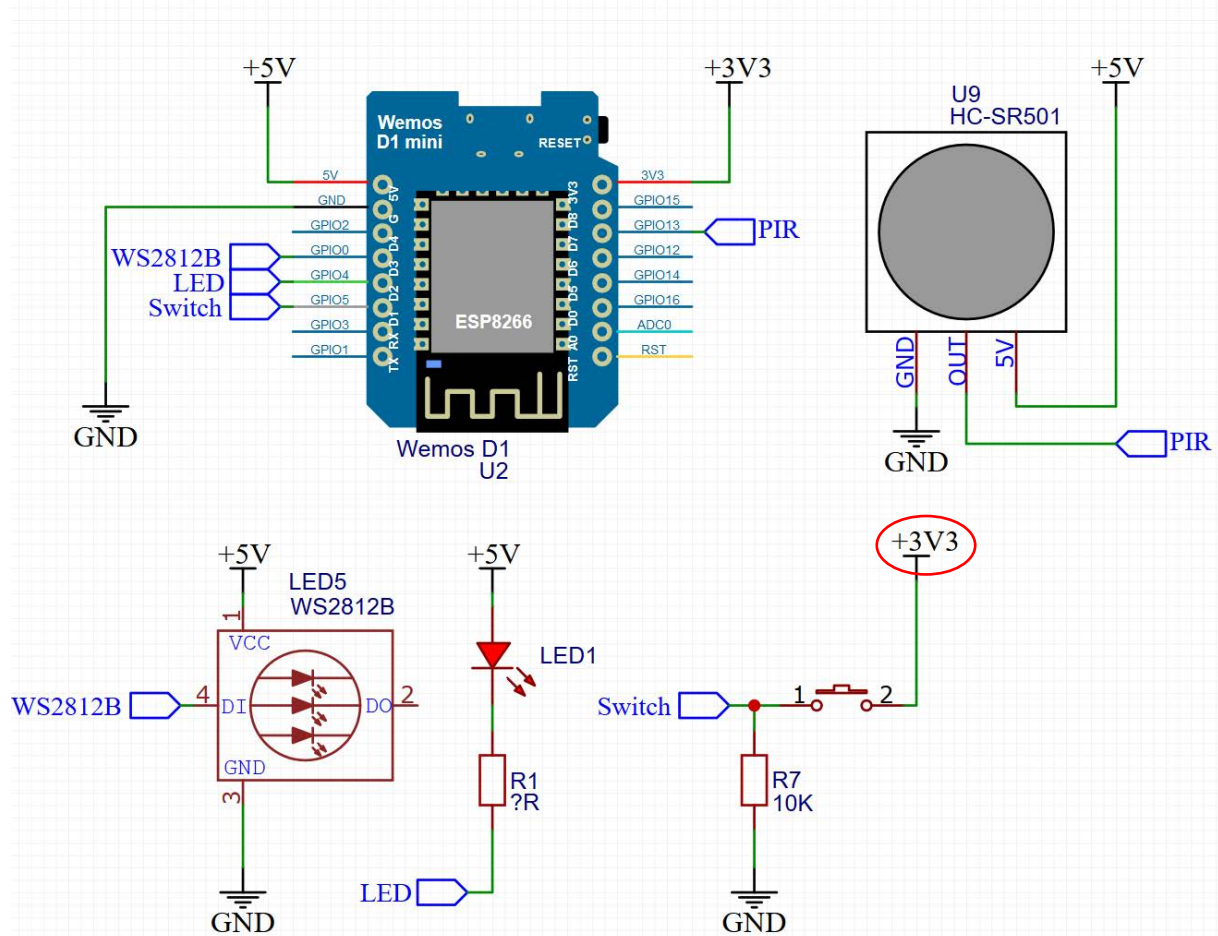 +5V
+3V3
+5V
U9
HC-SR501
Wemos
D1 mini
RESET
5V
GND
GPIO2
GPIO0
GPIO4
GPIO5
GPIO3
GPIO1
5V
G
D4
D3
D2
D1
RX
TX
3V3
D8
D7
D6
D5
D0
A0
RST
3V3
GPIO15
GPIO13
GPIO12
GPIO14
GPIO16
ADC0
RST
WS2812B
LED
Switch
PIR
ESP8266
GND
Wemos D1
U2
GND
OUT
5V
GND
PIR
+5V
LED5
WS2812B
1
VCC
WS2812B
4
DI
DO
2
GND
3
GND
+5V
LED1
R1
?R
LED
+3V3
Switch
1
2
R7
10K
GND